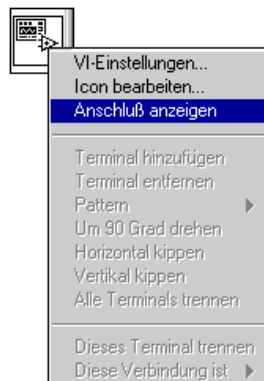 VI-Einstellungen...
Icon bearbeiten...
Anschluß anzeigen
Terminal hinzufügen
Terminal entfernen
Pattern
Um 90 Grad drehen
Horizontal kippen
Vertikal kippen
Alle Terminals trennen
Dieses Terminal trennen
Diese Verbindung ist